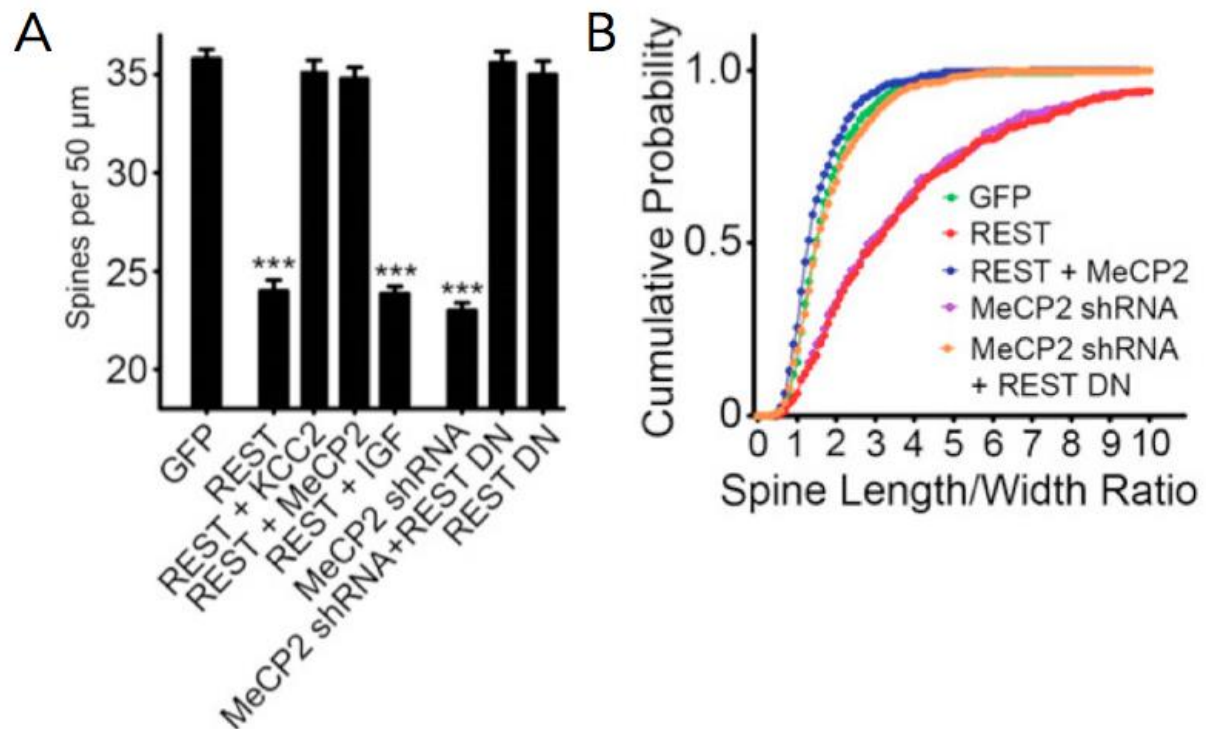 A
Spines per 50 µm
35
30
25
20
***
***
***
GFP
REST
REST + KCC2
REST + MeCP2
REST + IGF
MeCP2 shRNA
MeCP2 shRNA+REST DN
REST DN
B
Cumulative Probability
1.0
0.5
0
GFP
REST
REST + MeCP2
MeCP2 shRNA
MeCP2 shRNA
+ REST DN
0 1 2 3 4 5 6 7 8 9 10
Spine Length/Width Ratio